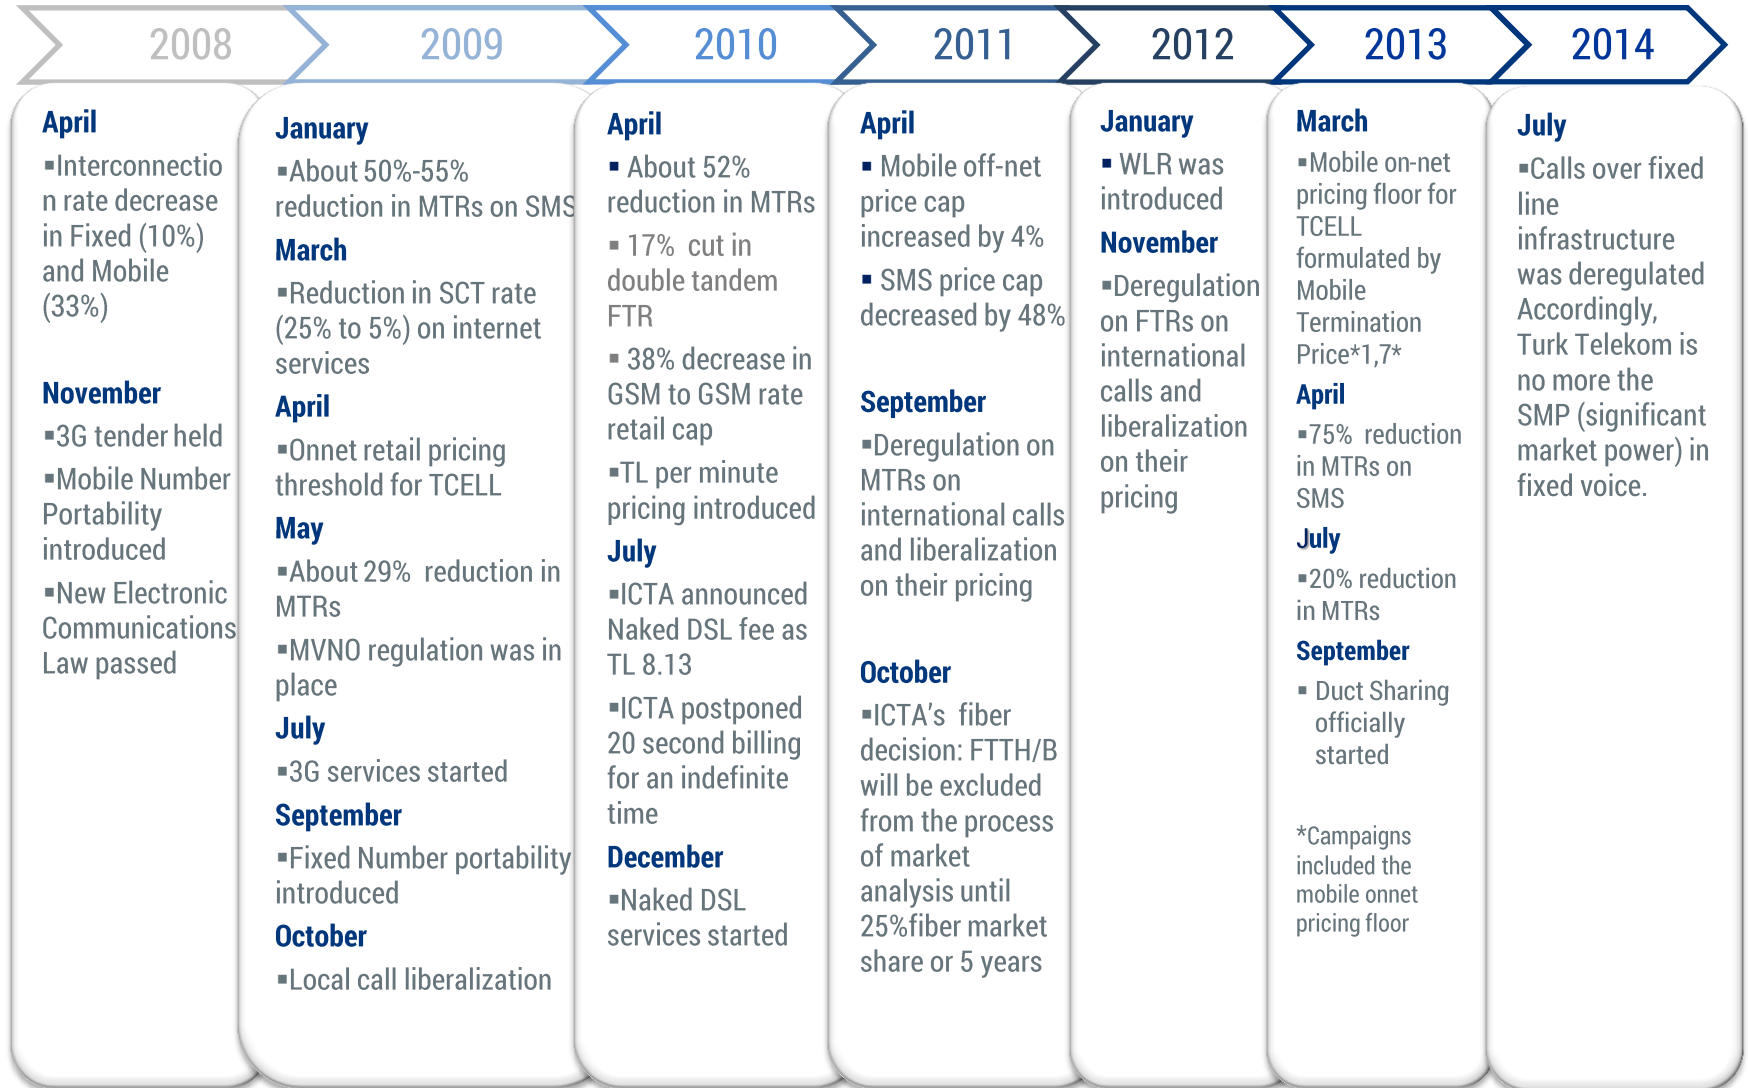 2008
2009
2010
2011
2012
2013
2014
April
▪Interconnectio
n rate decrease
in Fixed (10%)
and Mobile
(33%)
November
▪3G tender held
▪Mobile Number
Portability
introduced
▪New Electronic
Communications
Law passed
January
▪About 50%-55%
reduction in MTRs on SMS
March
▪Reduction in SCT rate
(25% to 5%) on internet
services
April
▪Onnet retail pricing
threshold for TCELL
May
▪About 29% reduction in
MTRs
▪MVNO regulation was in
place
July
▪3G services started
September
▪Fixed Number portability
introduced
October
▪Local call liberalization
April
▪ About 52%
reduction in MTRs
▪ 17% cut in
double tandem
FTR
▪ 38% decrease in
GSM to GSM rate
retail cap
▪TL per minute
pricing introduced
July
▪ICTA announced
Naked DSL fee as
TL 8.13
▪ICTA postponed
20 second billing
for an indefinite
time
December
▪Naked DSL
services started
April
▪ Mobile off-net
price cap
increased by 4%
▪ SMS price cap
decreased by 48%
September
▪Deregulation on
MTRs on
international calls
and liberalization
on their pricing
October
▪ICTA’s fiber
decision: FTTH/B
will be excluded
from the process
of market
analysis until
25%fiber market
share or 5 years
January
▪ WLR was
introduced
November
▪Deregulation
on FTRs on
international
calls and
liberalization
on their
pricing
March
▪Mobile on-net
pricing floor for
TCELL
formulated by
Mobile
Termination
Price*1,7*
April
▪75% reduction
in MTRs on
SMS
July
▪20% reduction
in MTRs
September
▪ Duct Sharing
officially
started
*Campaigns
included the
mobile onnet
pricing floor
July
▪Calls over fixed
line
infrastructure
was deregulated
Accordingly,
Turk Telekom is
no more the
SMP (significant
market power) in
fixed voice.